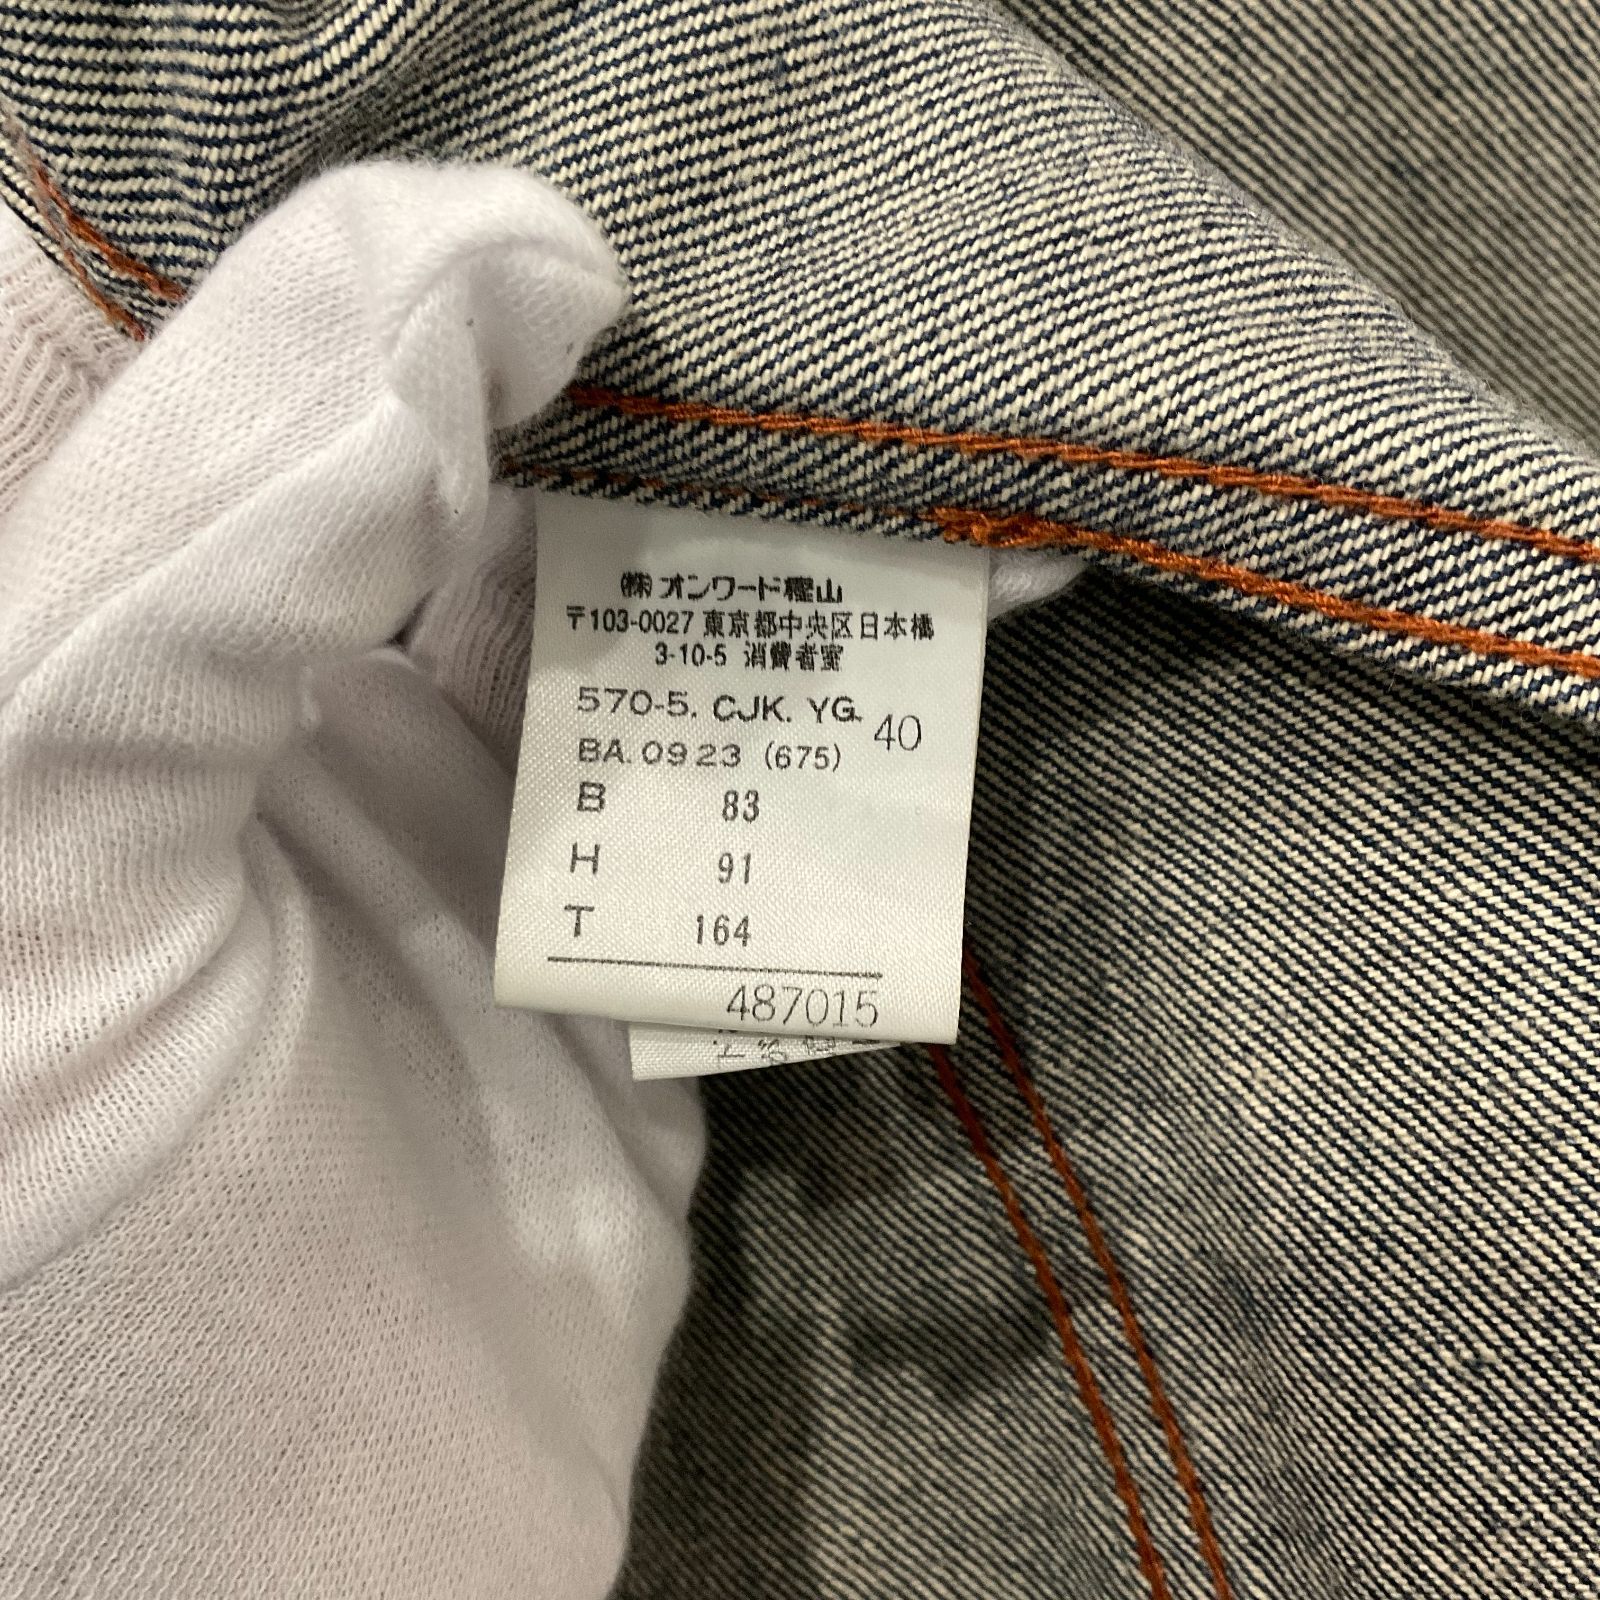 ㈱オンワード樫山
〒103-0027 東京都中央区日本橋
3-10-5 消費者室
570-5. CJK. YG. 40
BA. 0923 (675)
B 83
H 91
T 164
487015